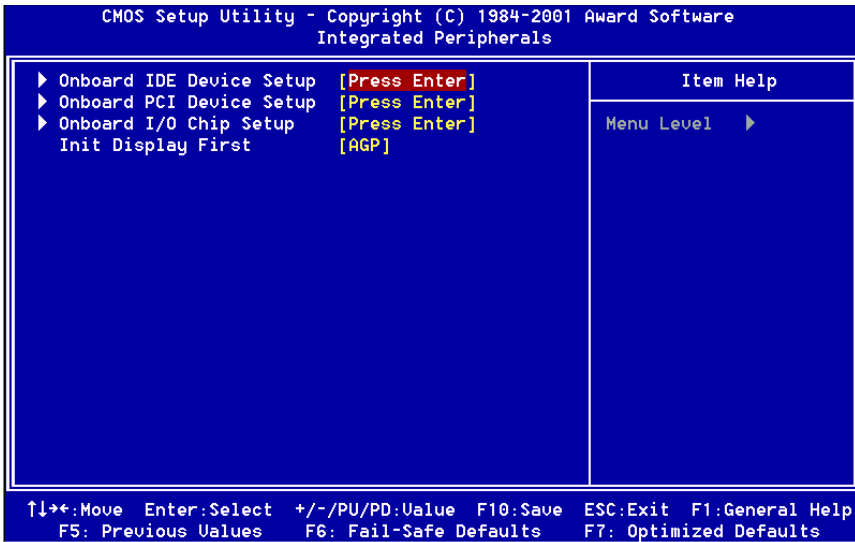 CMOS Setup Utility - Copyright (C) 1984-2001 Award Software
Integrated Peripherals
▶ Onboard IDE Device Setup [Press Enter]
▶ Onboard PCI Device Setup [Press Enter]
▶ Onboard I/O Chip Setup [Press Enter]
Init Display First [AGP]
Item Help
Menu Level ▶
↑↓→←:Move Enter:Select +/-/PU/PD:Value F10:Save ESC:Exit F1:General Help
F5: Previous Values F6: Fail-Safe Defaults F7: Optimized Defaults